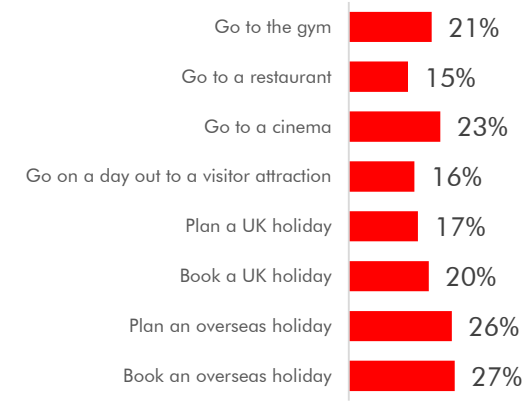 Go to the gym 21%
Go to a restaurant 15%
Go to a cinema 23%
Go on a day out to a visitor attraction 16%
Plan a UK holiday 17%
Book a UK holiday 20%
Plan an overseas holiday 26%
Book an overseas holiday 27%